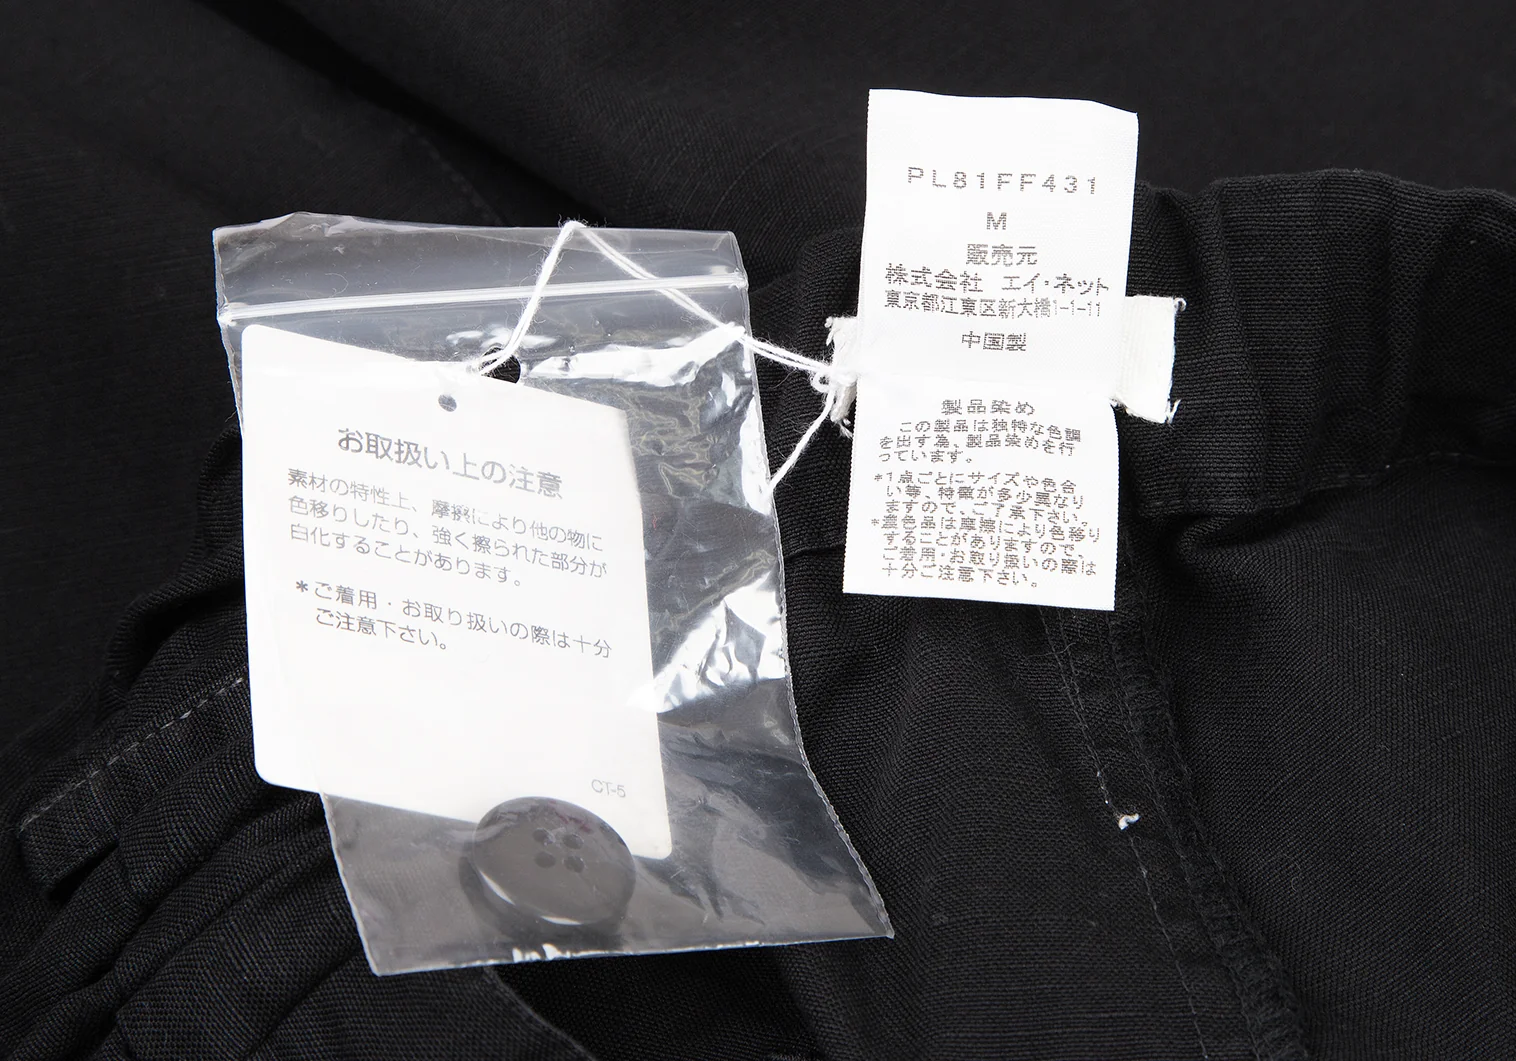 お取扱い上の注意
素材の特性上、摩擦により他の物に
色移りしたり、強く擦られた部分が
白化することがあります。
＊ご着用・お取り扱いの際は十分
ご注意下さい。
CT-5
PL81FF431
M
販売元
株式会社 エイ・ネット
東京都江東区新大橋1-1-11
中国製
製品染め
この製品は独特な色調
を出す為、製品染めを行
っています。
＊1点ごとにサイズや色合
い等、特徴が多少異なり
ますので、ご了承下さい。
＊濃色品は摩擦により色移り
することがありますので、
ご着用・お取り扱いの際は
十分ご注意下さい。